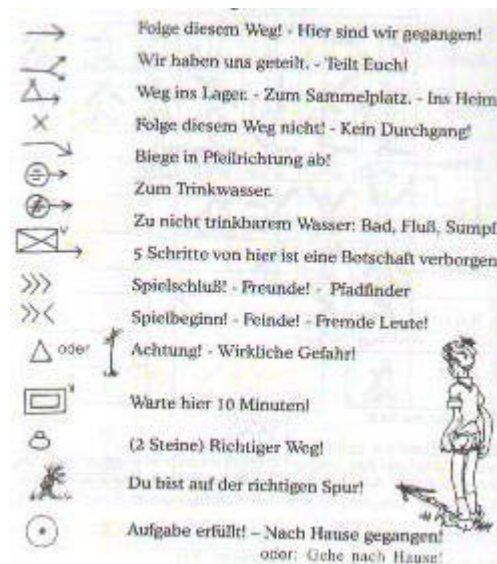 Folge diesem Weg! - Hier sind wir gegangen!
Wir haben uns geteilt. - Teilt Euch!
Weg ins Lager. - Zum Sammelplatz. - Ins Heim
Folge diesem Weg nicht! - Kein Durchgang!
Biege in Pfeilrichtung ab!
Zum Trinkwasser.
Zu nicht trinkbarem Wasser: Bad, Fluß, Sumpf
V
5 Schritte von hier ist eine Botschaft verborgen
Spielschluß! - Freunde! - Pfadfinder
Spielbeginn! - Feinde! - Fremde Leute!
oder Achtung! - Wirkliche Gefahr!
V
Warte hier 10 Minuten!
(2 Steine) Richtiger Weg!
Du bist auf der richtigen Spur!
Aufgabe erfüllt! – Nach Hause gegangen!
oder: Gehe nach Hause!